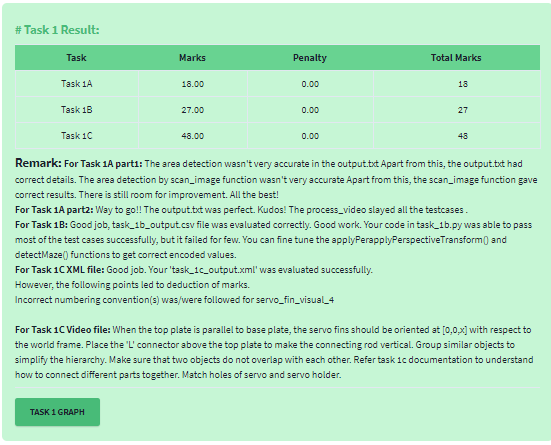 # Task 1 Result:
Task Marks Penalty Total Marks
Task 1A 18.00 0.00 18
Task 1B 27.00 0.00 27
Task 1C 48.00 0.00 48
Remark: For Task 1A part1: The area detection wasn't very accurate in the output.txt Apart from this, the output.txt had
correct details. The area detection by scan_image function wasn't very accurate Apart from this, the scan_image function gave
correct results. There is still room for improvement. All the best!
For Task 1A part2: Way to go!! The output.txt was perfect. Kudos! The process_video slayed all the testcases .
For Task 1B: Good job, task_1b_output.csv file was evaluated correctly. Good work. Your code in task_1b.py was able to pass
most of the test cases successfully, but it failed for few. You can fine tune the applyPerapplyPerspectiveTransform() and
detectMaze() functions to get correct encoded values.
For Task 1C XML file: Good job. Your 'task_1c_output.xml' was evaluated successfully.
However, the following points led to deduction of marks.
Incorrect numbering convention(s) was/were followed for servo_fin_visual_4
For Task 1C Video file: When the top plate is parallel to base plate, the servo fins should be oriented at [0,0,x] with respect to
the world frame. Place the 'L' connector above the top plate to make the connecting rod vertical. Group similar objects to
simplify the hierarchy. Make sure that two objects do not overlap with each other. Refer task 1c documentation to understand
how to connect different parts together. Match holes of servo and servo holder.
TASK 1 GRAPH